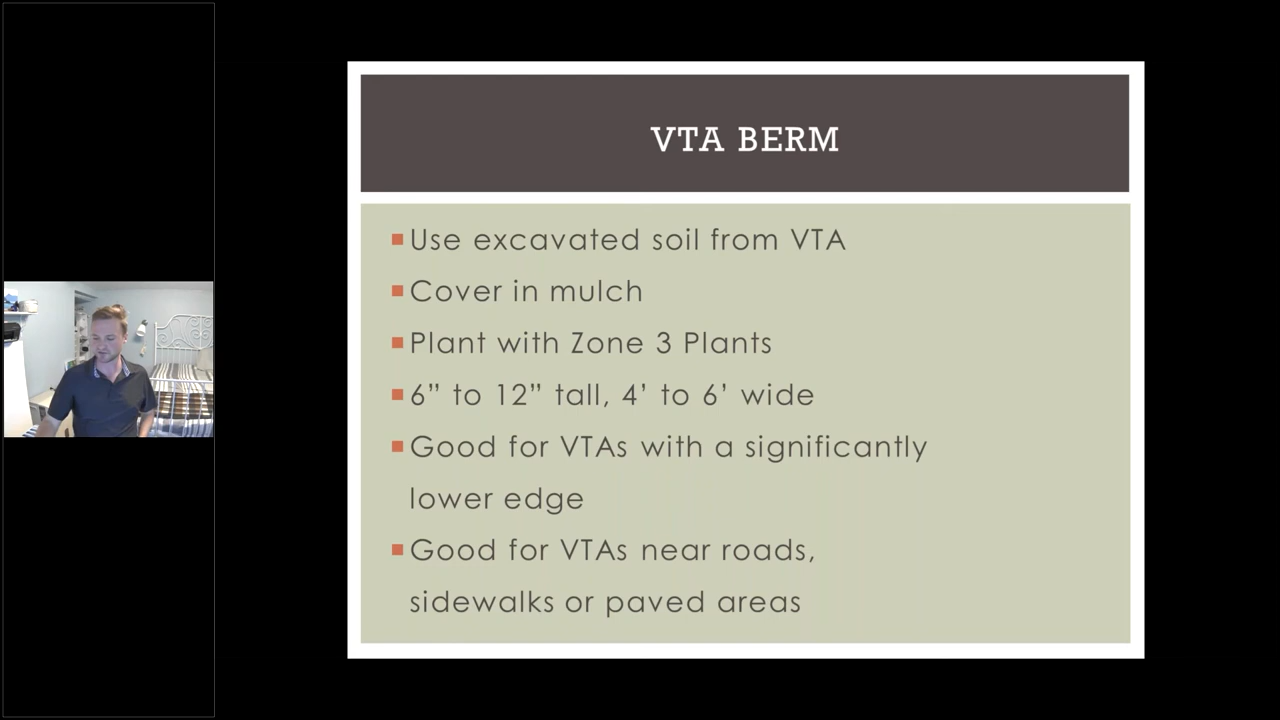 VTA BERM
Use excavated soil from VTA
Cover in mulch
Plant with Zone 3 Plants
6” to 12” tall, 4’ to 6’ wide
Good for VTAs with a significantly
lower edge
Good for VTAs near roads,
sidewalks or paved areas